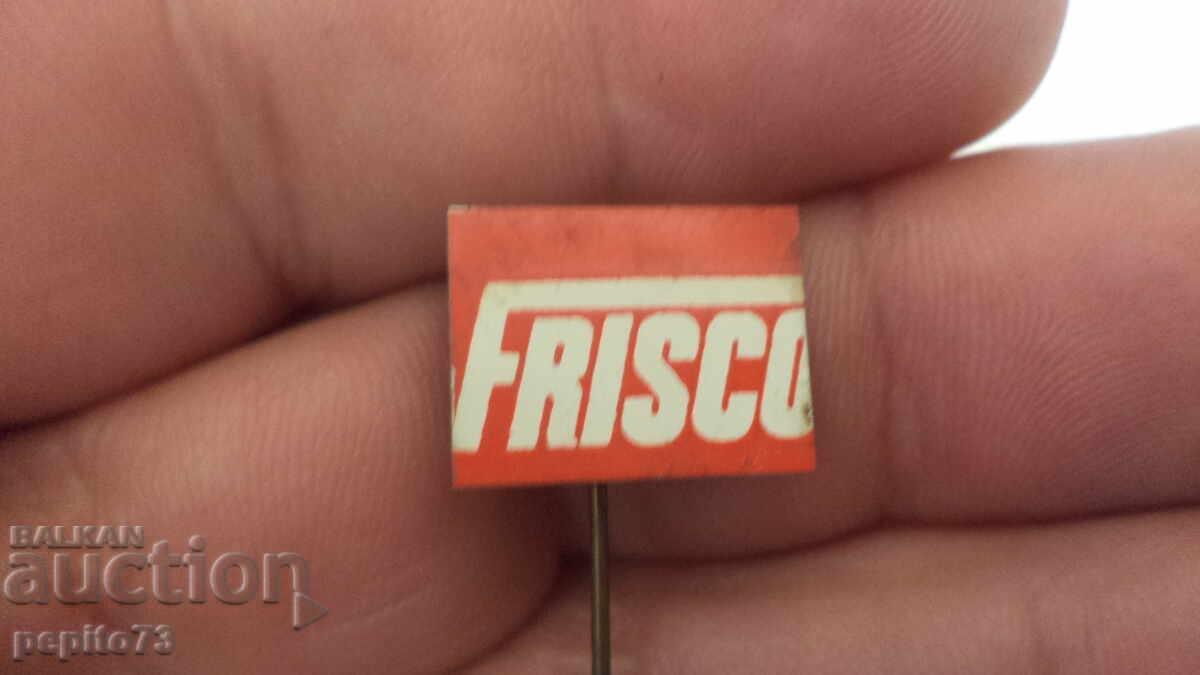 FRISCO
BALKAN
auction
pepito73